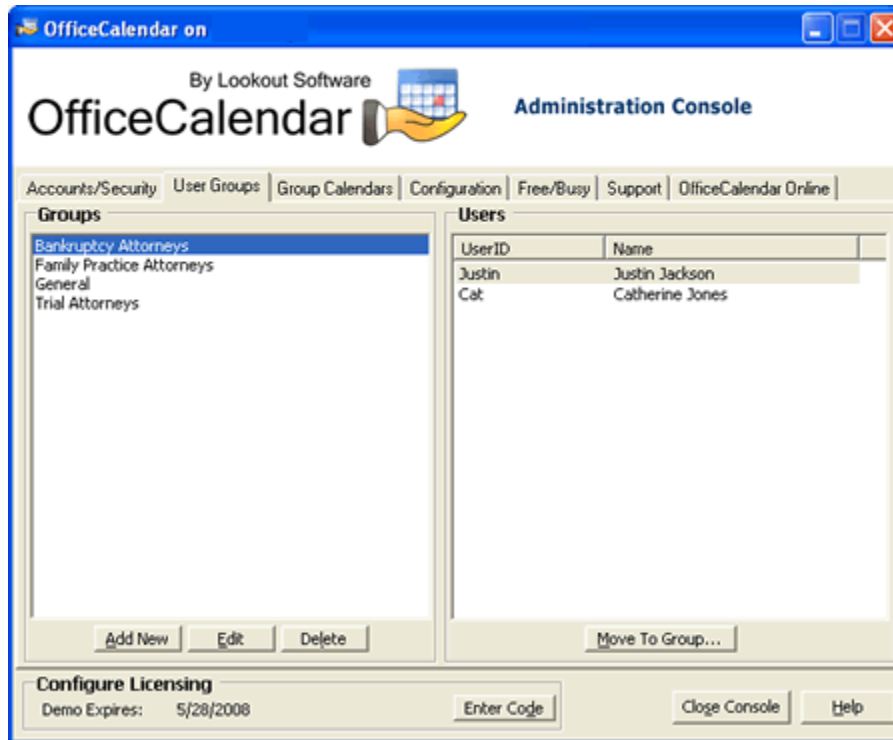 OfficeCalendar on
By Lookout Software
OfficeCalendar
Administration Console
Accounts/Security User Groups Group Calendars Configuration Free/Busy Support OfficeCalendar Online
Groups
Bankruptcy Attorneys
Family Practice Attorneys
General
Trial Attorneys
Add New Edit Delete
Users
UserID Name
Justin Justin Jackson
Cat Catherine Jones
Move To Group...
Configure Licensing
Demo Expires: 5/28/2008
Enter Code
Close Console Help